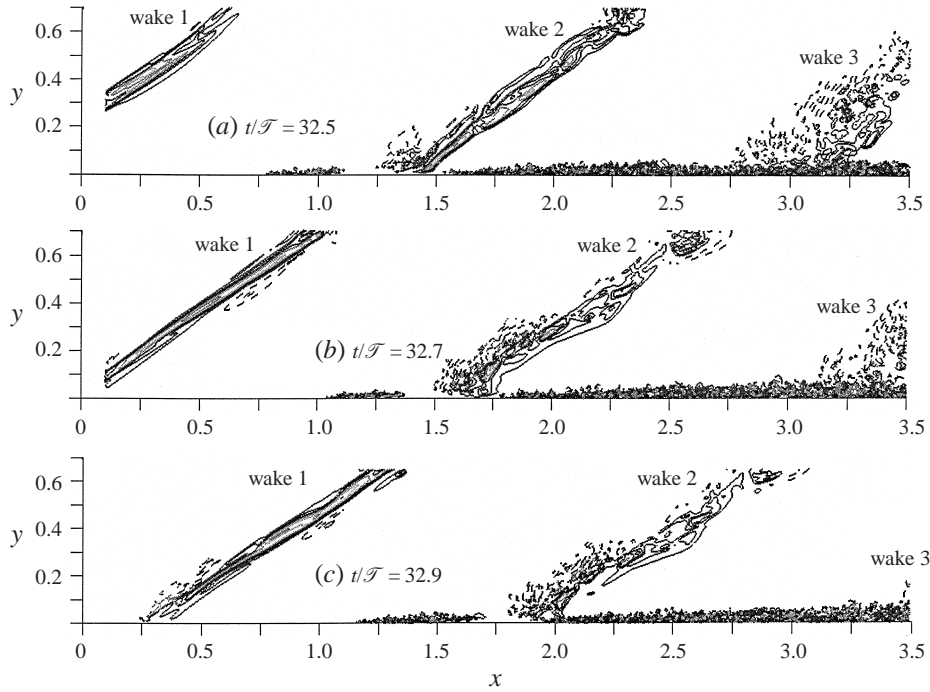 wake 1
wake 2
wake 3
0.6
0.4
0.2
y
(a) t/𝒯 = 32.5
0 0.5 1.0 1.5 2.0 2.5 3.0 3.5
wake 1
wake 2
wake 3
0.6
0.4
0.2
y
(b) t/𝒯 = 32.7
0 0.5 1.0 1.5 2.0 2.5 3.0 3.5
wake 1
wake 2
wake 3
0.6
0.4
0.2
y
(c) t/𝒯 = 32.9
0 0.5 1.0 1.5 2.0 2.5 3.0 3.5
x